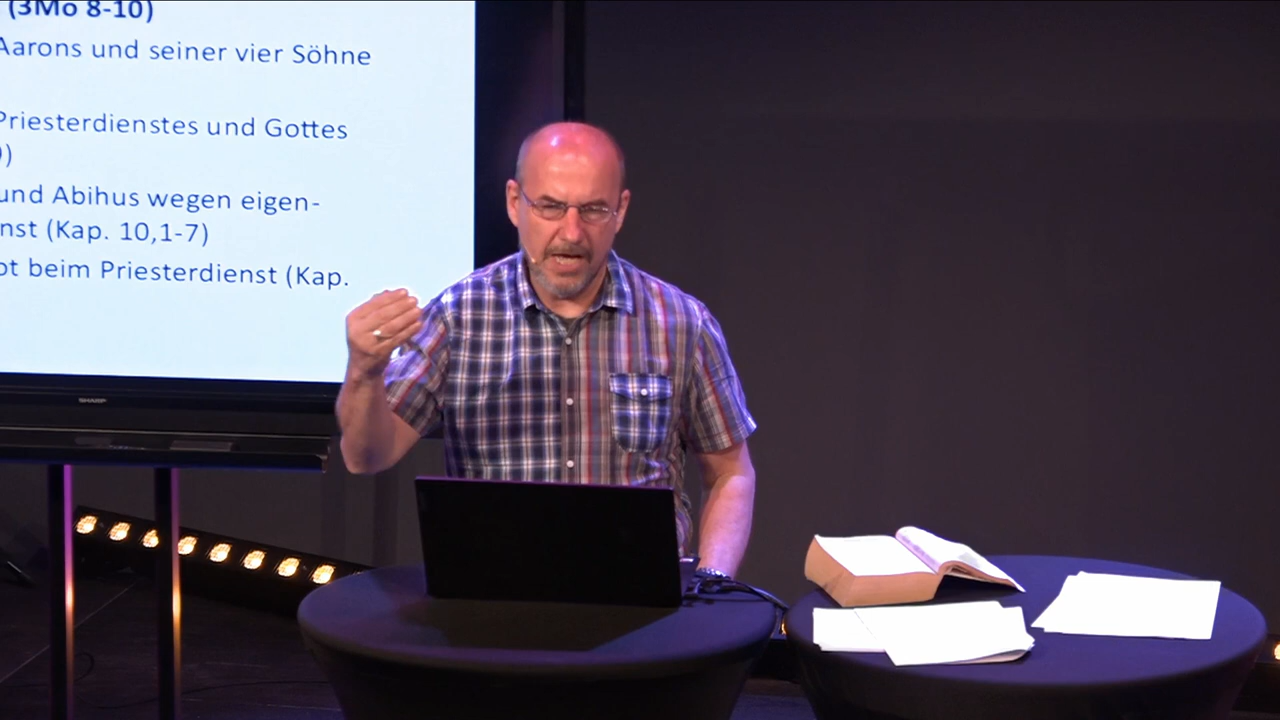 (3Mo 8-10)
Aarons und seiner vier Söhne
Priesterdienstes und Gottes
)
und Abihus wegen eigen-
nst (Kap. 10,1-7)
ot beim Priesterdienst (Kap.
SHARP